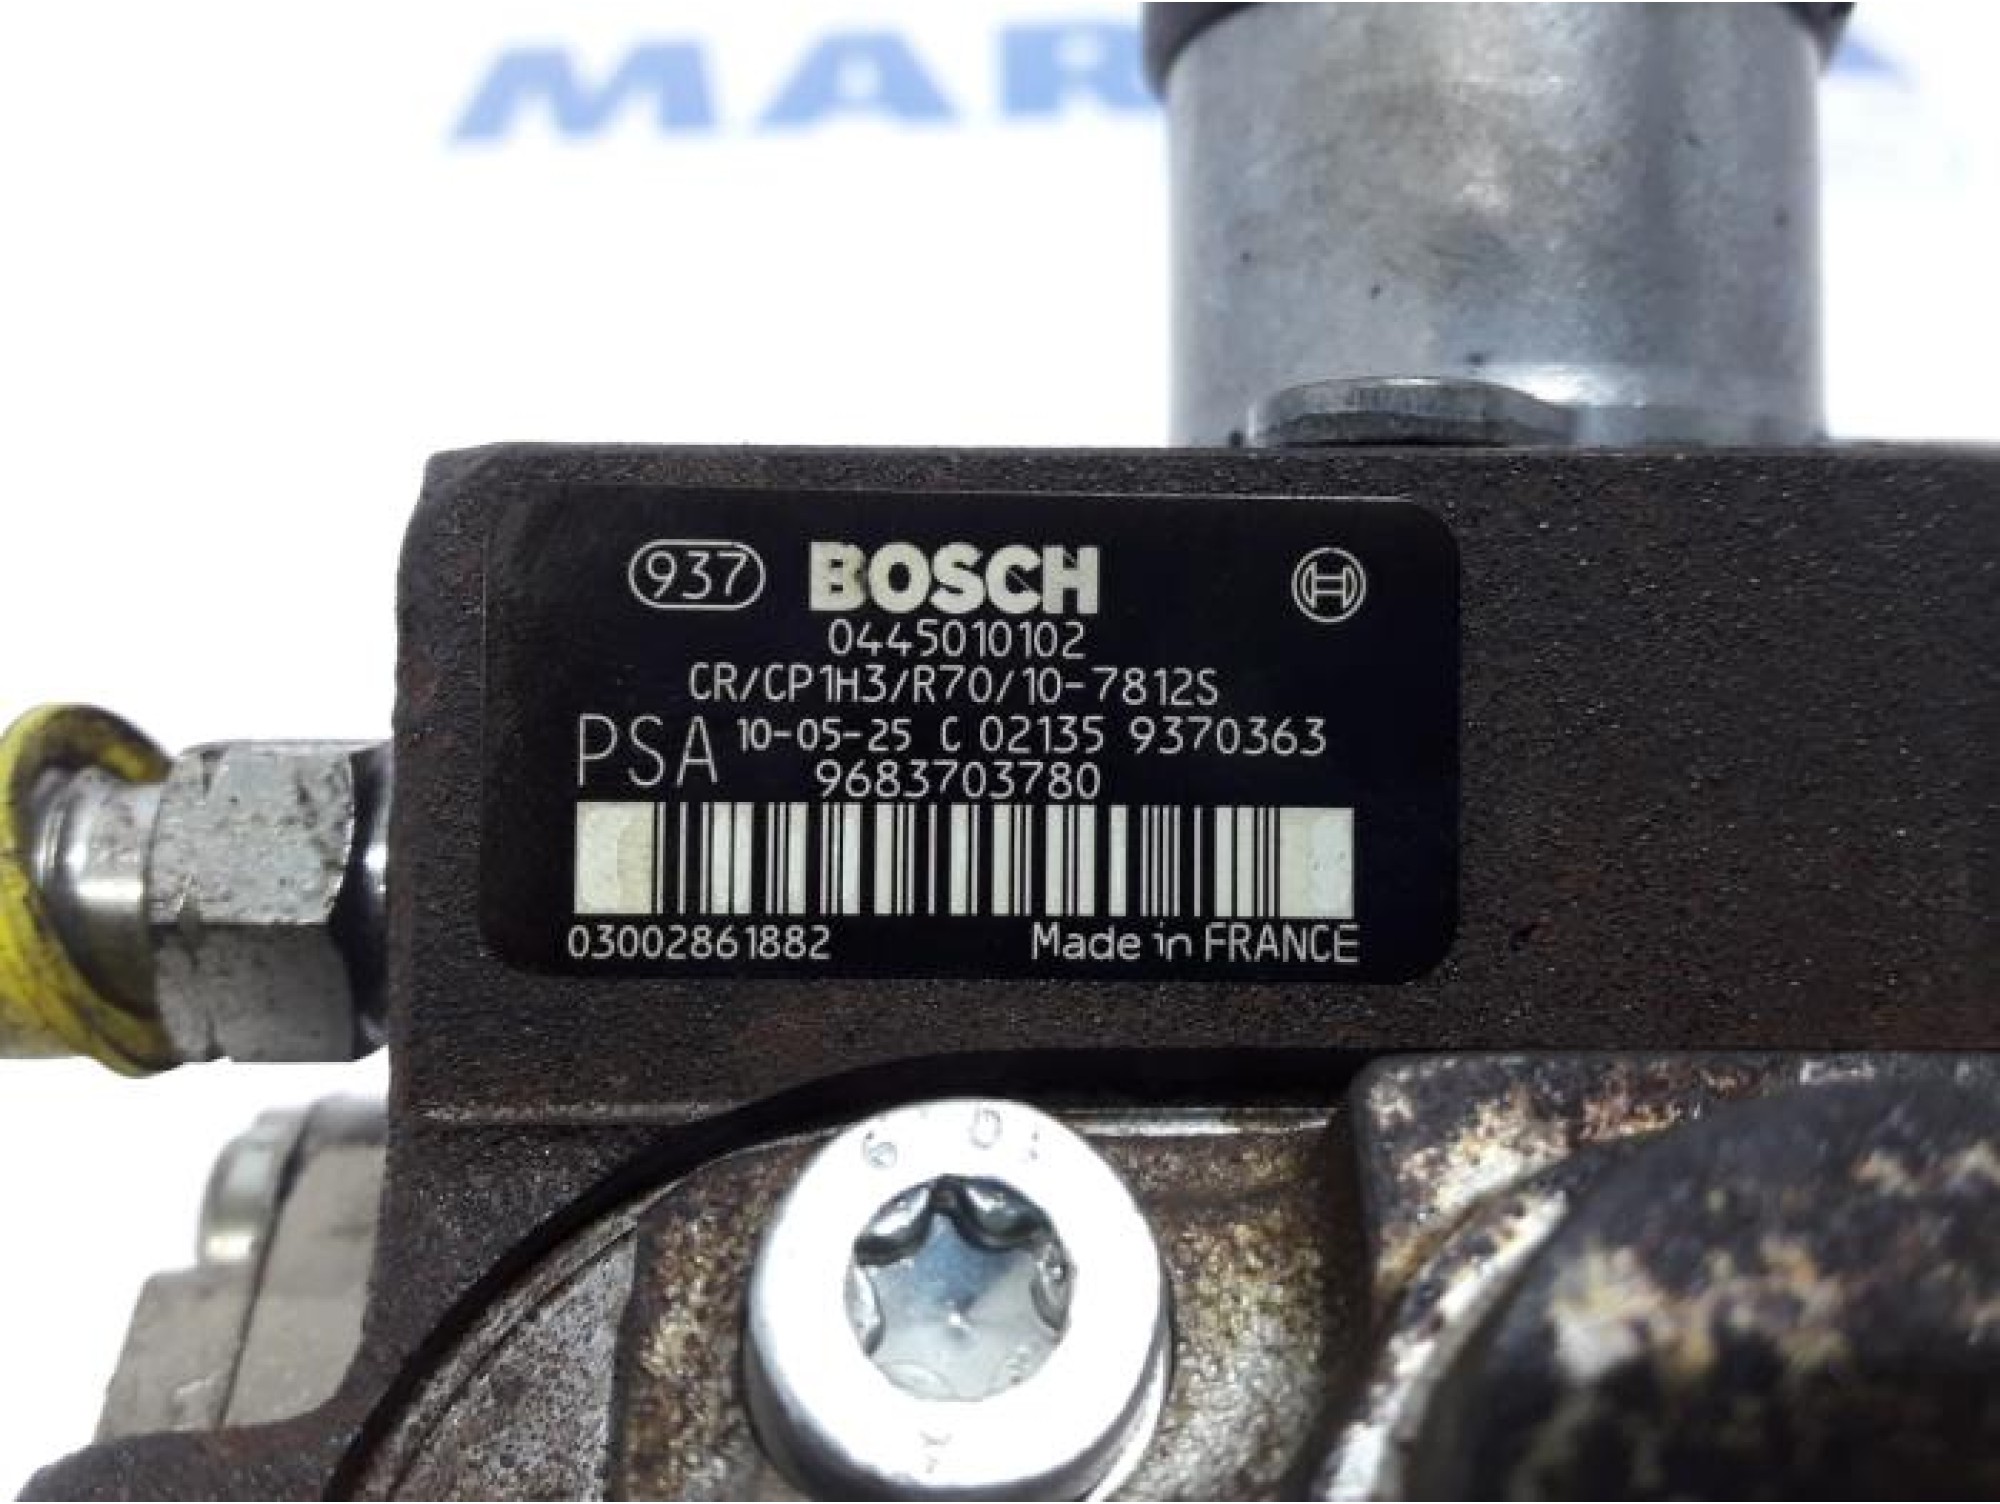 MAR
937 BOSCH
0445010102
CR/CP1H3/R70/10-7812S
PSA 10-05-25 C 02135 9370363
9683703780
03002861882 Made in FRANCE